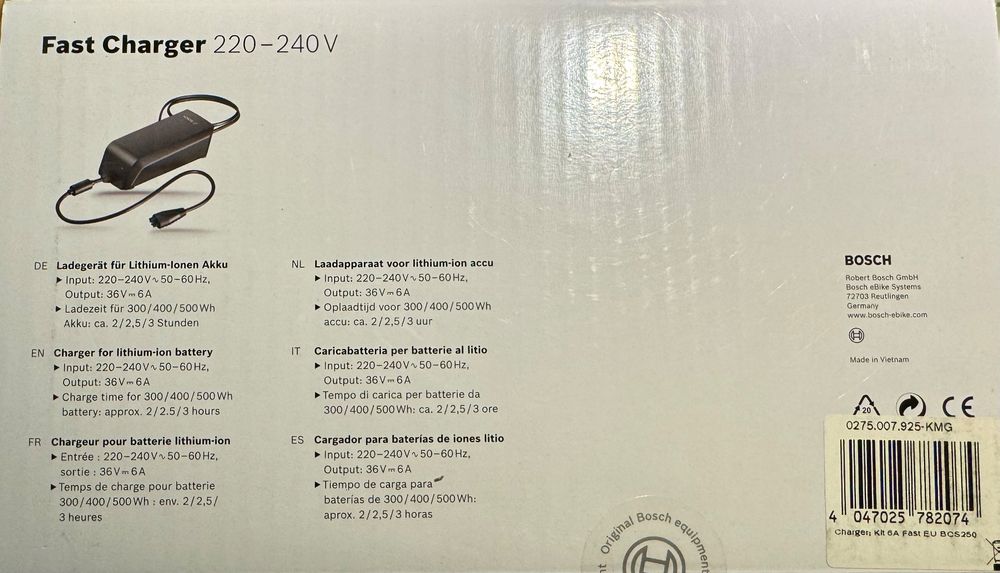 Fast Charger 220–240 V
DE Ladegerät für Lithium-Ionen Akku
▸ Input: 220–240V∿50–60Hz,
Output: 36V⎓6A
▸ Ladezeit für 300/400/500Wh
Akku: ca. 2/2,5/3 Stunden
EN Charger for lithium-ion battery
▸ Input: 220–240V∿50–60Hz,
Output: 36V⎓6A
▸ Charge time for 300/400/500Wh
battery: approx. 2/2.5/3 hours
FR Chargeur pour batterie lithium-ion
▸ Entrée : 220–240V∿50–60Hz,
sortie : 36V⎓6A
▸ Temps de charge pour batterie
300/400/500Wh : env. 2/2,5/
3 heures
NL Laadapparaat voor lithium-ion accu
▸ Input: 220–240V∿50–60Hz,
Output: 36V⎓6A
▸ Oplaadtijd voor 300/400/500Wh
accu: ca. 2/2,5/3 uur
IT Caricabatteria per batterie al litio
▸ Input: 220–240V∿50–60Hz,
Output: 36V⎓6A
▸ Tempo di carica per batterie da
300/400/500Wh: ca. 2/2,5/3 ore
ES Cargador para baterías de iones litio
▸ Input: 220–240V∿50–60Hz,
Output: 36V⎓6A
▸ Tiempo de carga para
baterías de 300/400/500Wh:
aprox. 2/2,5/3 horas
BOSCH
Robert Bosch GmbH
Bosch eBike Systems
72703 Reutlingen
Germany
www.bosch-ebike.com
Made in Vietnam
20
CE
0275.007.925-KMG
4 047025 782074
Charger; Kit 6A Fast EU BCS250
Original Bosch equipment